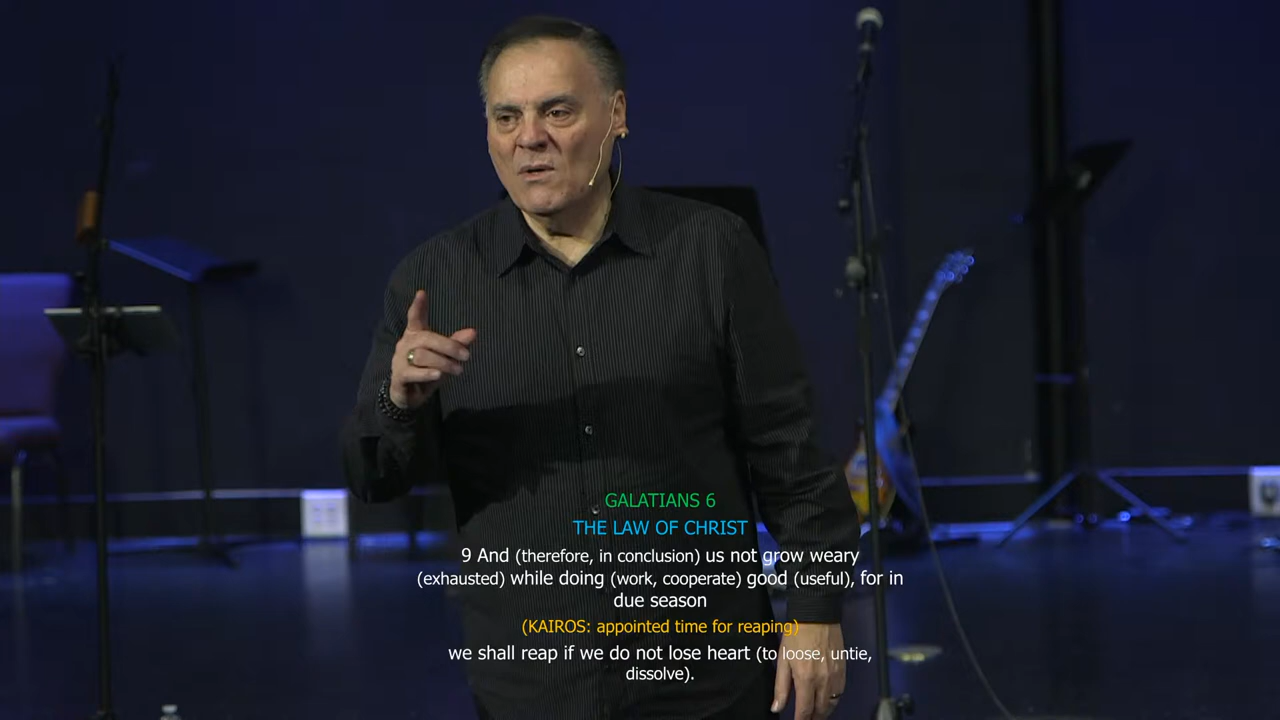 GALATIANS 6
THE LAW OF CHRIST
9 And (therefore, in conclusion) us not grow weary
(exhausted) while doing (work, cooperate) good (useful), for in
due season
(KAIROS: appointed time for reaping)
we shall reap if we do not lose heart (to loose, untie,
dissolve).